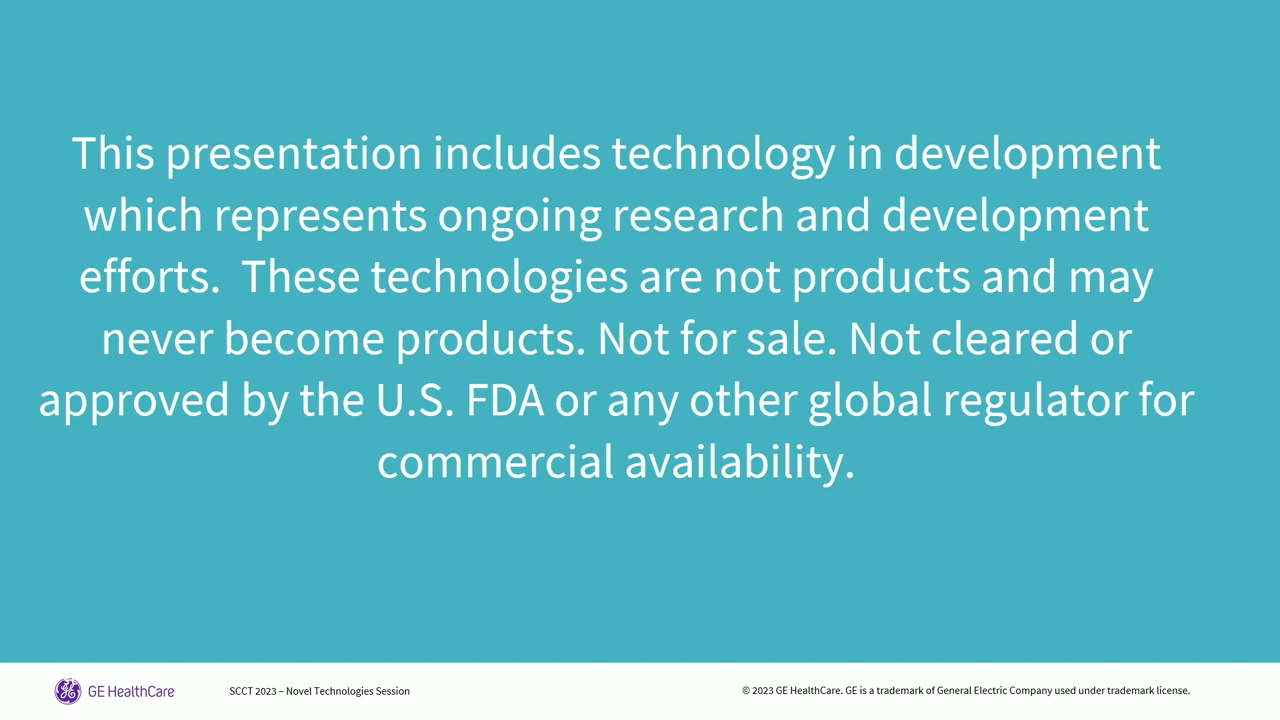 This presentation includes technology in development
which represents ongoing research and development
efforts.  These technologies are not products and may
never become products. Not for sale. Not cleared or
approved by the U.S. FDA or any other global regulator for
commercial availability.
GE HealthCare
SCCT 2023 – Novel Technologies Session
© 2023 GE HealthCare. GE is a trademark of General Electric Company used under trademark license.